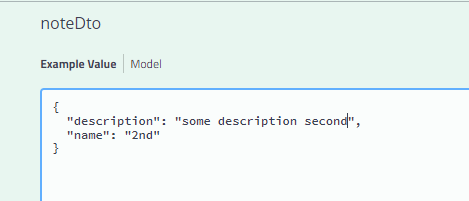 noteDto
Example Value Model
{
"description": "some description second",
"name": "2nd"
}